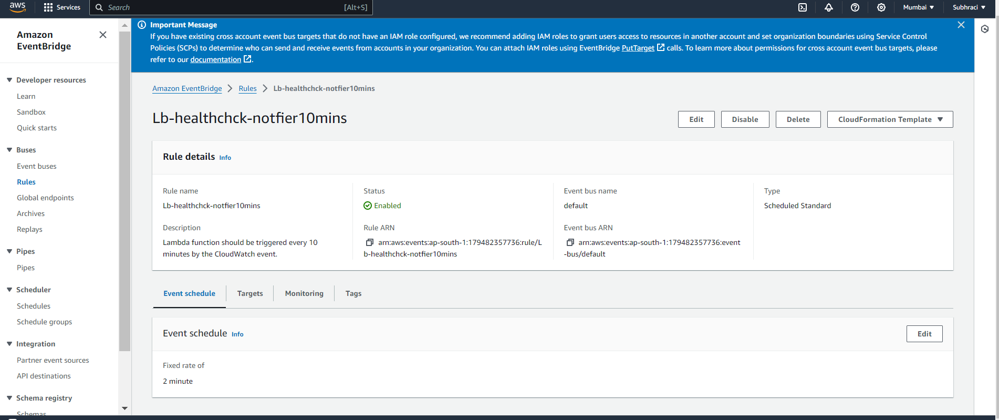 aws
Services
Search
[Alt+S]
Mumbai
Subhraci
Amazon
EventBridge
Developer resources
Learn
Sandbox
Quick starts
Buses
Event buses
Rules
Global endpoints
Archives
Replays
Pipes
Pipes
Scheduler
Schedules
Schedule groups
Integration
Partner event sources
API destinations
Schema registry
Schemas
Important Message
If you have existing cross account event bus targets that do not have an IAM role configured, we recommend adding IAM roles to grant users access to resources in another account and set organization boundaries using Service Control
Policies (SCPs) to determine who can send and receive events from accounts in your organization. You can attach IAM roles using EventBridge PutTarget calls. To learn more about permissions for cross account event bus targets, please
refer to our documentation .
Amazon EventBridge > Rules > Lb-healthchck-notfier10mins
Lb-healthchck-notfier10mins
Edit
Disable
Delete
CloudFormation Template
Rule details Info
Rule name
Lb-healthchck-notfier10mins
Description
Lambda function should be triggered every 10
minutes by the CloudWatch event.
Status
Enabled
Rule ARN
arn:aws:events:ap-south-1:179482357736:rule/L
b-healthchck-notfier10mins
Event bus name
default
Event bus ARN
arn:aws:events:ap-south-1:179482357736:event
-bus/default
Type
Scheduled Standard
Event schedule
Targets
Monitoring
Tags
Event schedule Info
Edit
Fixed rate of
2 minute